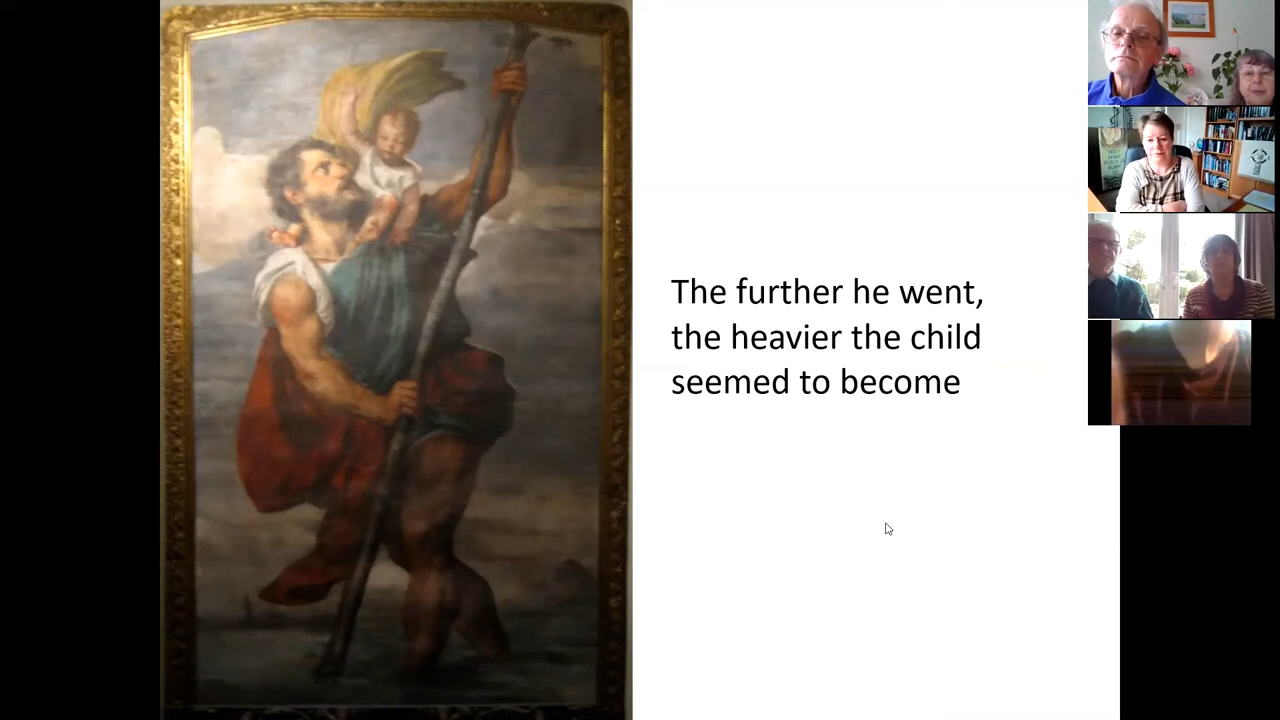 The further he went,
the heavier the child
seemed to become